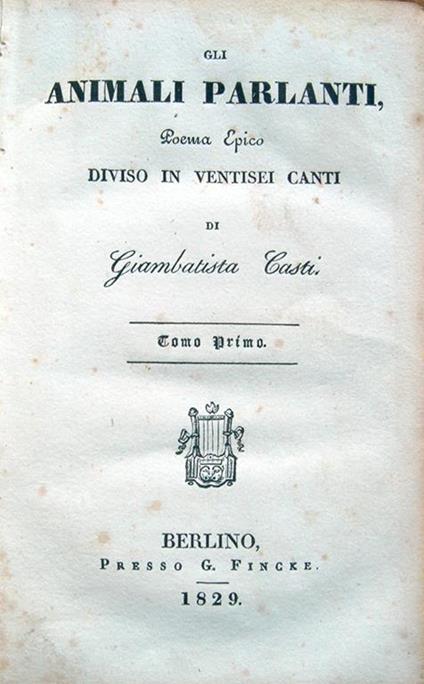 GLI
ANIMALI PARLANTI,
Poema Epico
DIVISO IN VENTISEI CANTI
DI
Giambatista Casti.
Tomo Primo.
BERLINO,
PRESSO G. FINCKE.
1829.